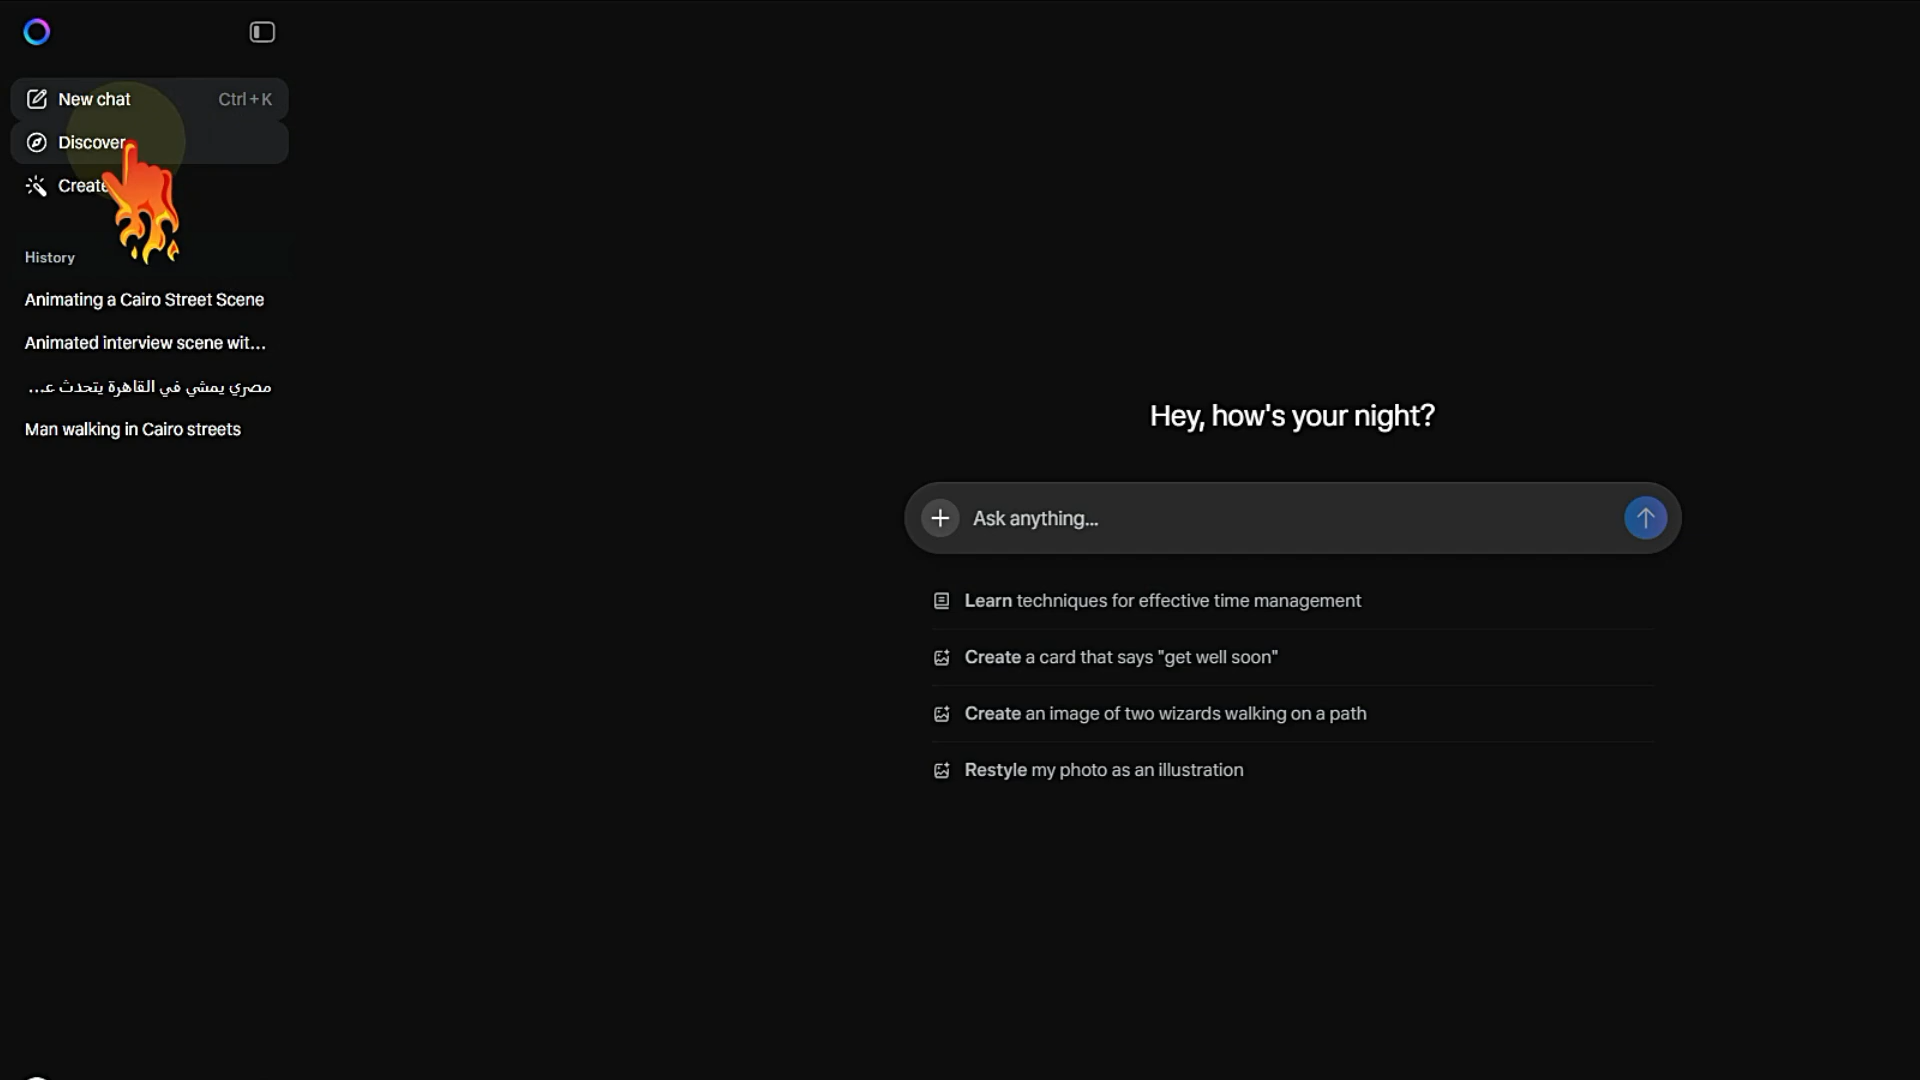 New chat Ctrl+K
Discover
Create
History
Animating a Cairo Street Scene
Animated interview scene wit...
مصري يمشي في القاهرة يتحدث عـ...
Man walking in Cairo streets
Hey, how's your night?
Ask anything...
Learn techniques for effective time management
Create a card that says "get well soon"
Create an image of two wizards walking on a path
Restyle my photo as an illustration